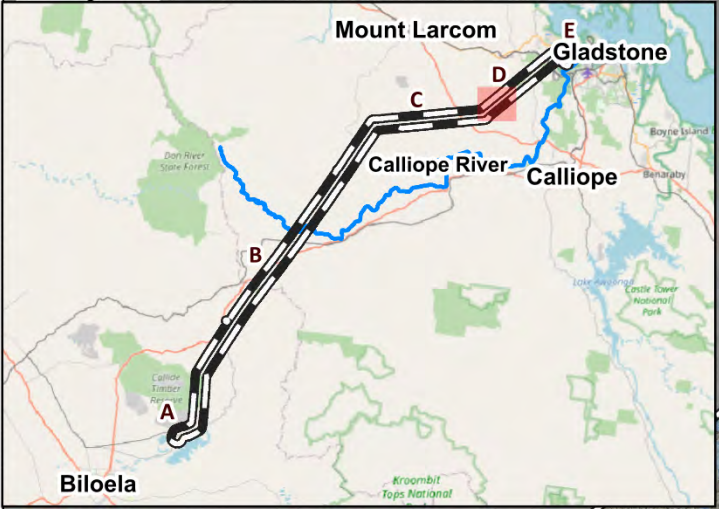 Mount Larcom
E
Gladstone
D
C
Boyne Island
Don River
State Forest
Calliope River
Calliope
Benaraby
B
Lake Awoonga
Castle Tower
National
Park
Callide
Timber
Reserve
A
Biloela
Kroombit
Tops National